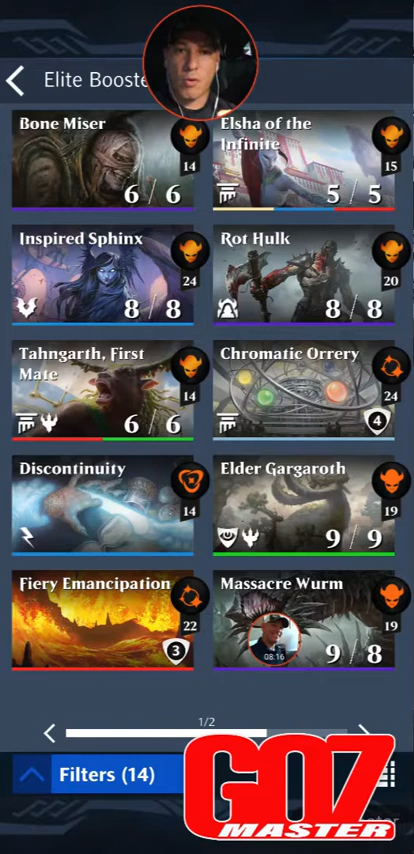 Elite Booste
Bone Miser
14
6 / 6
Elsha of the
Infinite
15
5 / 5
Inspired Sphinx
24
8 / 8
Rot Hulk
20
8 / 8
Tahngarth, First
Mate
14
6 / 6
Chromatic Orrery
24
4
Discontinuity
14
Elder Gargaroth
19
9 / 9
Fiery Emancipation
22
3
Massacre Wurm
19
08:16
9 / 8
1/2
Filters (14)
GO7
MASTER